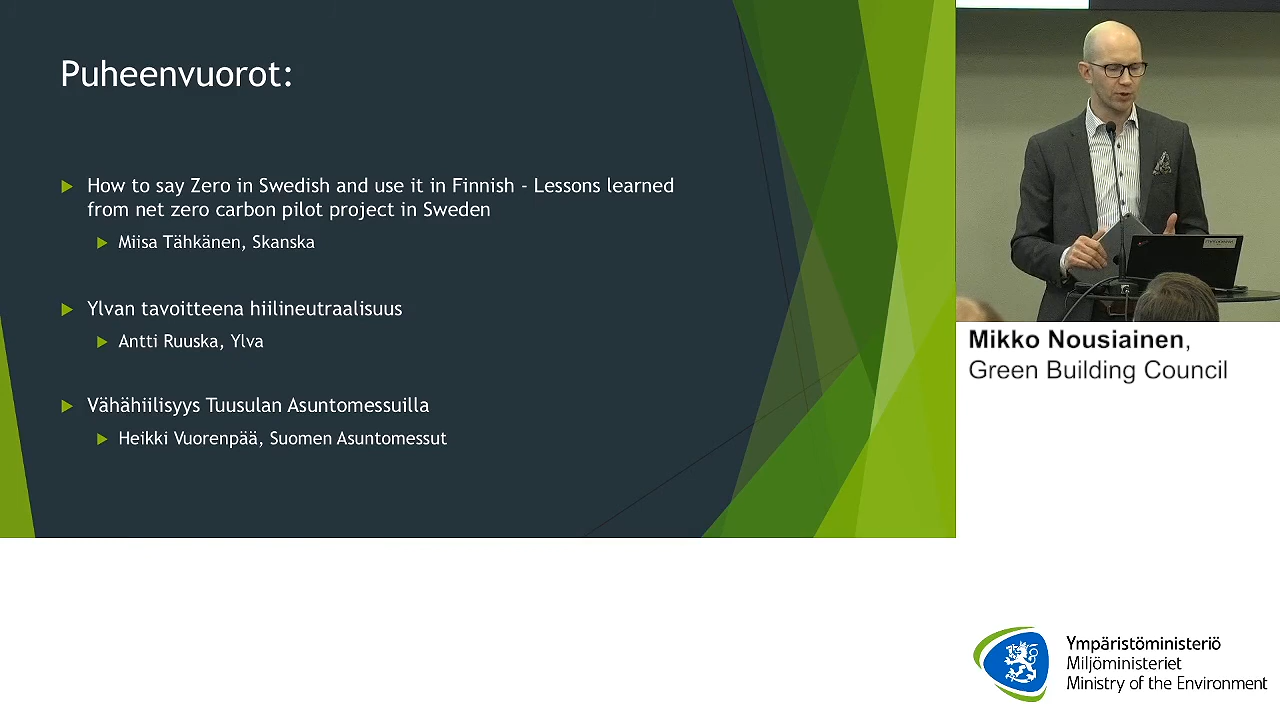 Puheenvuorot:
How to say Zero in Swedish and use it in Finnish - Lessons learned
from net zero carbon pilot project in Sweden
Miisa Tähkänen, Skanska
Ylvan tavoitteena hiilineutraalisuus
Antti Ruuska, Ylva
Vähähiilisyys Tuusulan Asuntomessuilla
Heikki Vuorenpää, Suomen Asuntomessut
Mikko Nousiainen,
Green Building Council
Ympäristöministeriö
Miljöministeriet
Ministry of the Environment